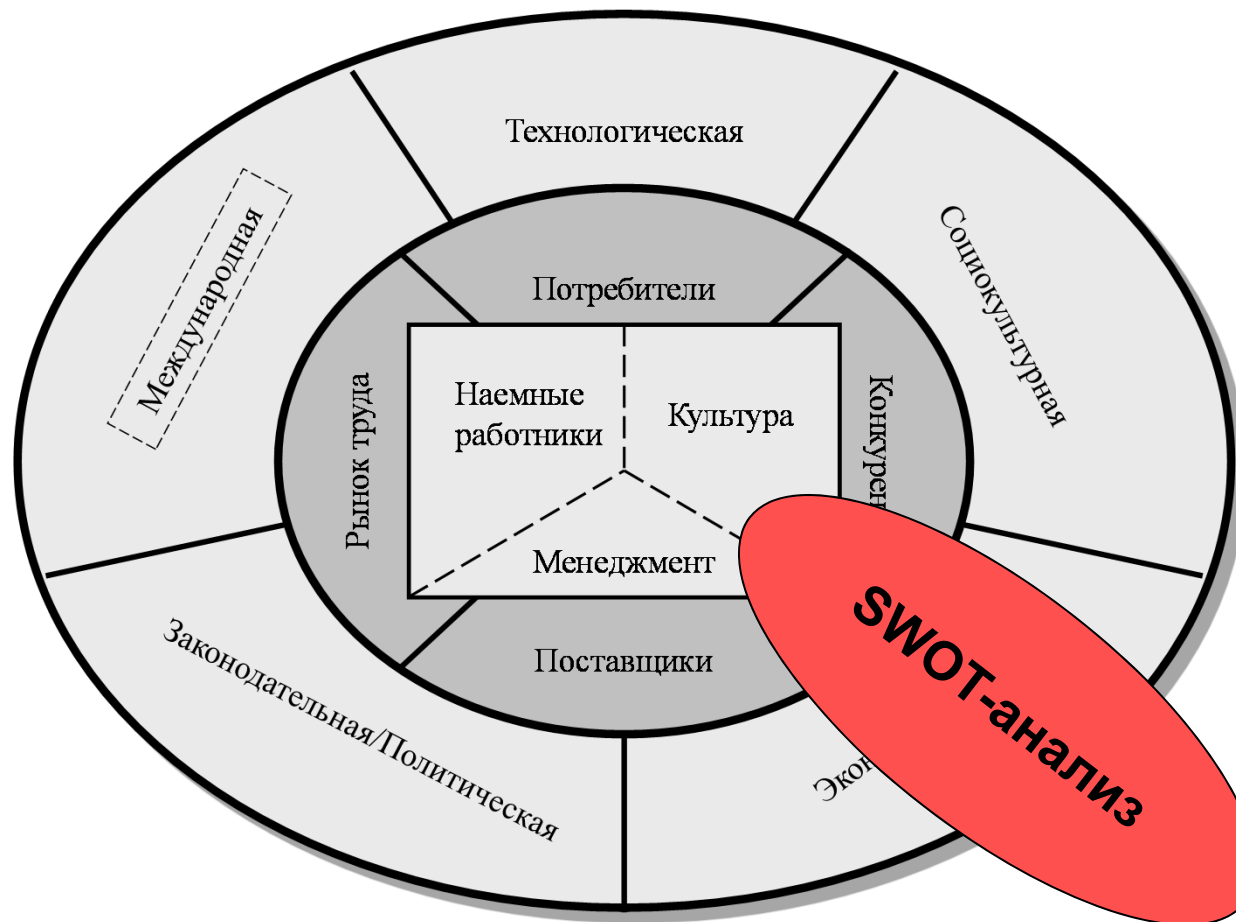 Технологическая
Международная
Социокультурная
Потребители
Рынок труда
Наемные
работники
Культура
Менеджмент
Поставщики
Законодательная/Политическая
SWOT-анализ